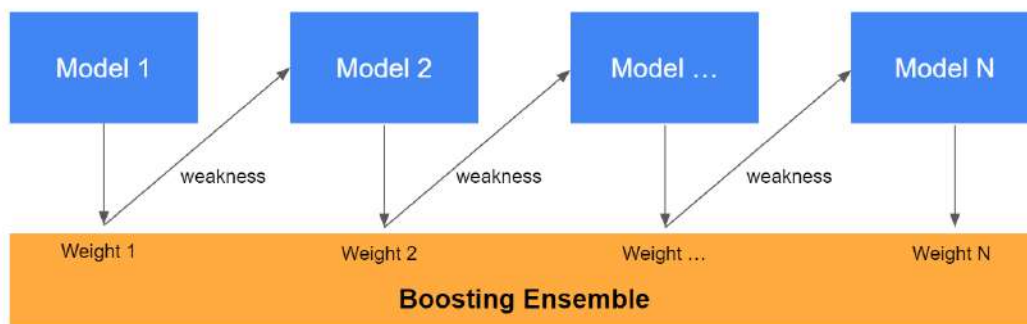 Model 1
Model 2
Model ...
Model N
weakness
weakness
weakness
Weight 1
Weight 2
Weight ...
Weight N
Boosting Ensemble